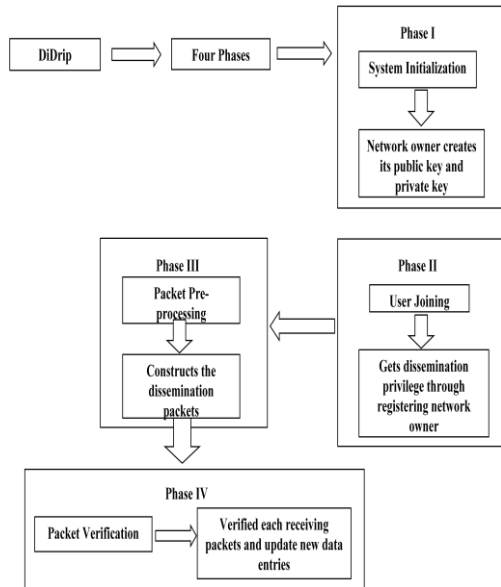 DiDrip
Four Phases
Phase I
System Initialization
Network owner creates
its public key and
private key
Phase III
Packet Pre-
processing
Constructs the
dissemination
packets
Phase II
User Joining
Gets dissemination
privilege through
registering network
owner
Phase IV
Packet Verification
Verified each receiving
packets and update new data
entries